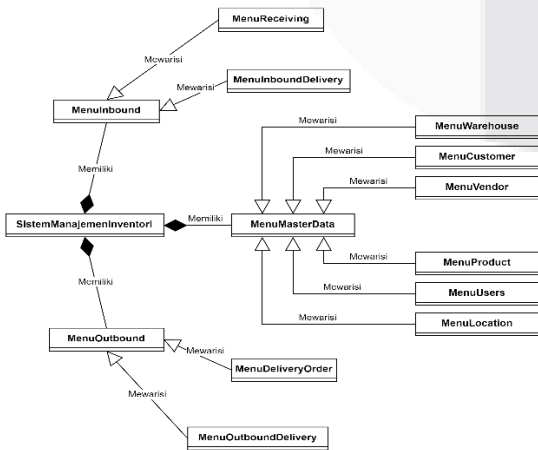 MenuReceiving
Mewarisi
MenuInboundDelivery
Mewarisi
MenuInbound
Mewarisi
MenuWarehouse
Mewarisi
MenuCustomer
Mewarisi
MenuVendor
Memiliki
SIstemManajemenInventorI
Memiliki
MenuMasterData
Mewarisi
MenuProduct
Mewarisi
MenuUsers
Mewarisi
MenuLocation
Memiliki
MenuOutbound
Mewarisi
MenuDeliveryOrder
Mewarisi
MenuOutboundDelivery